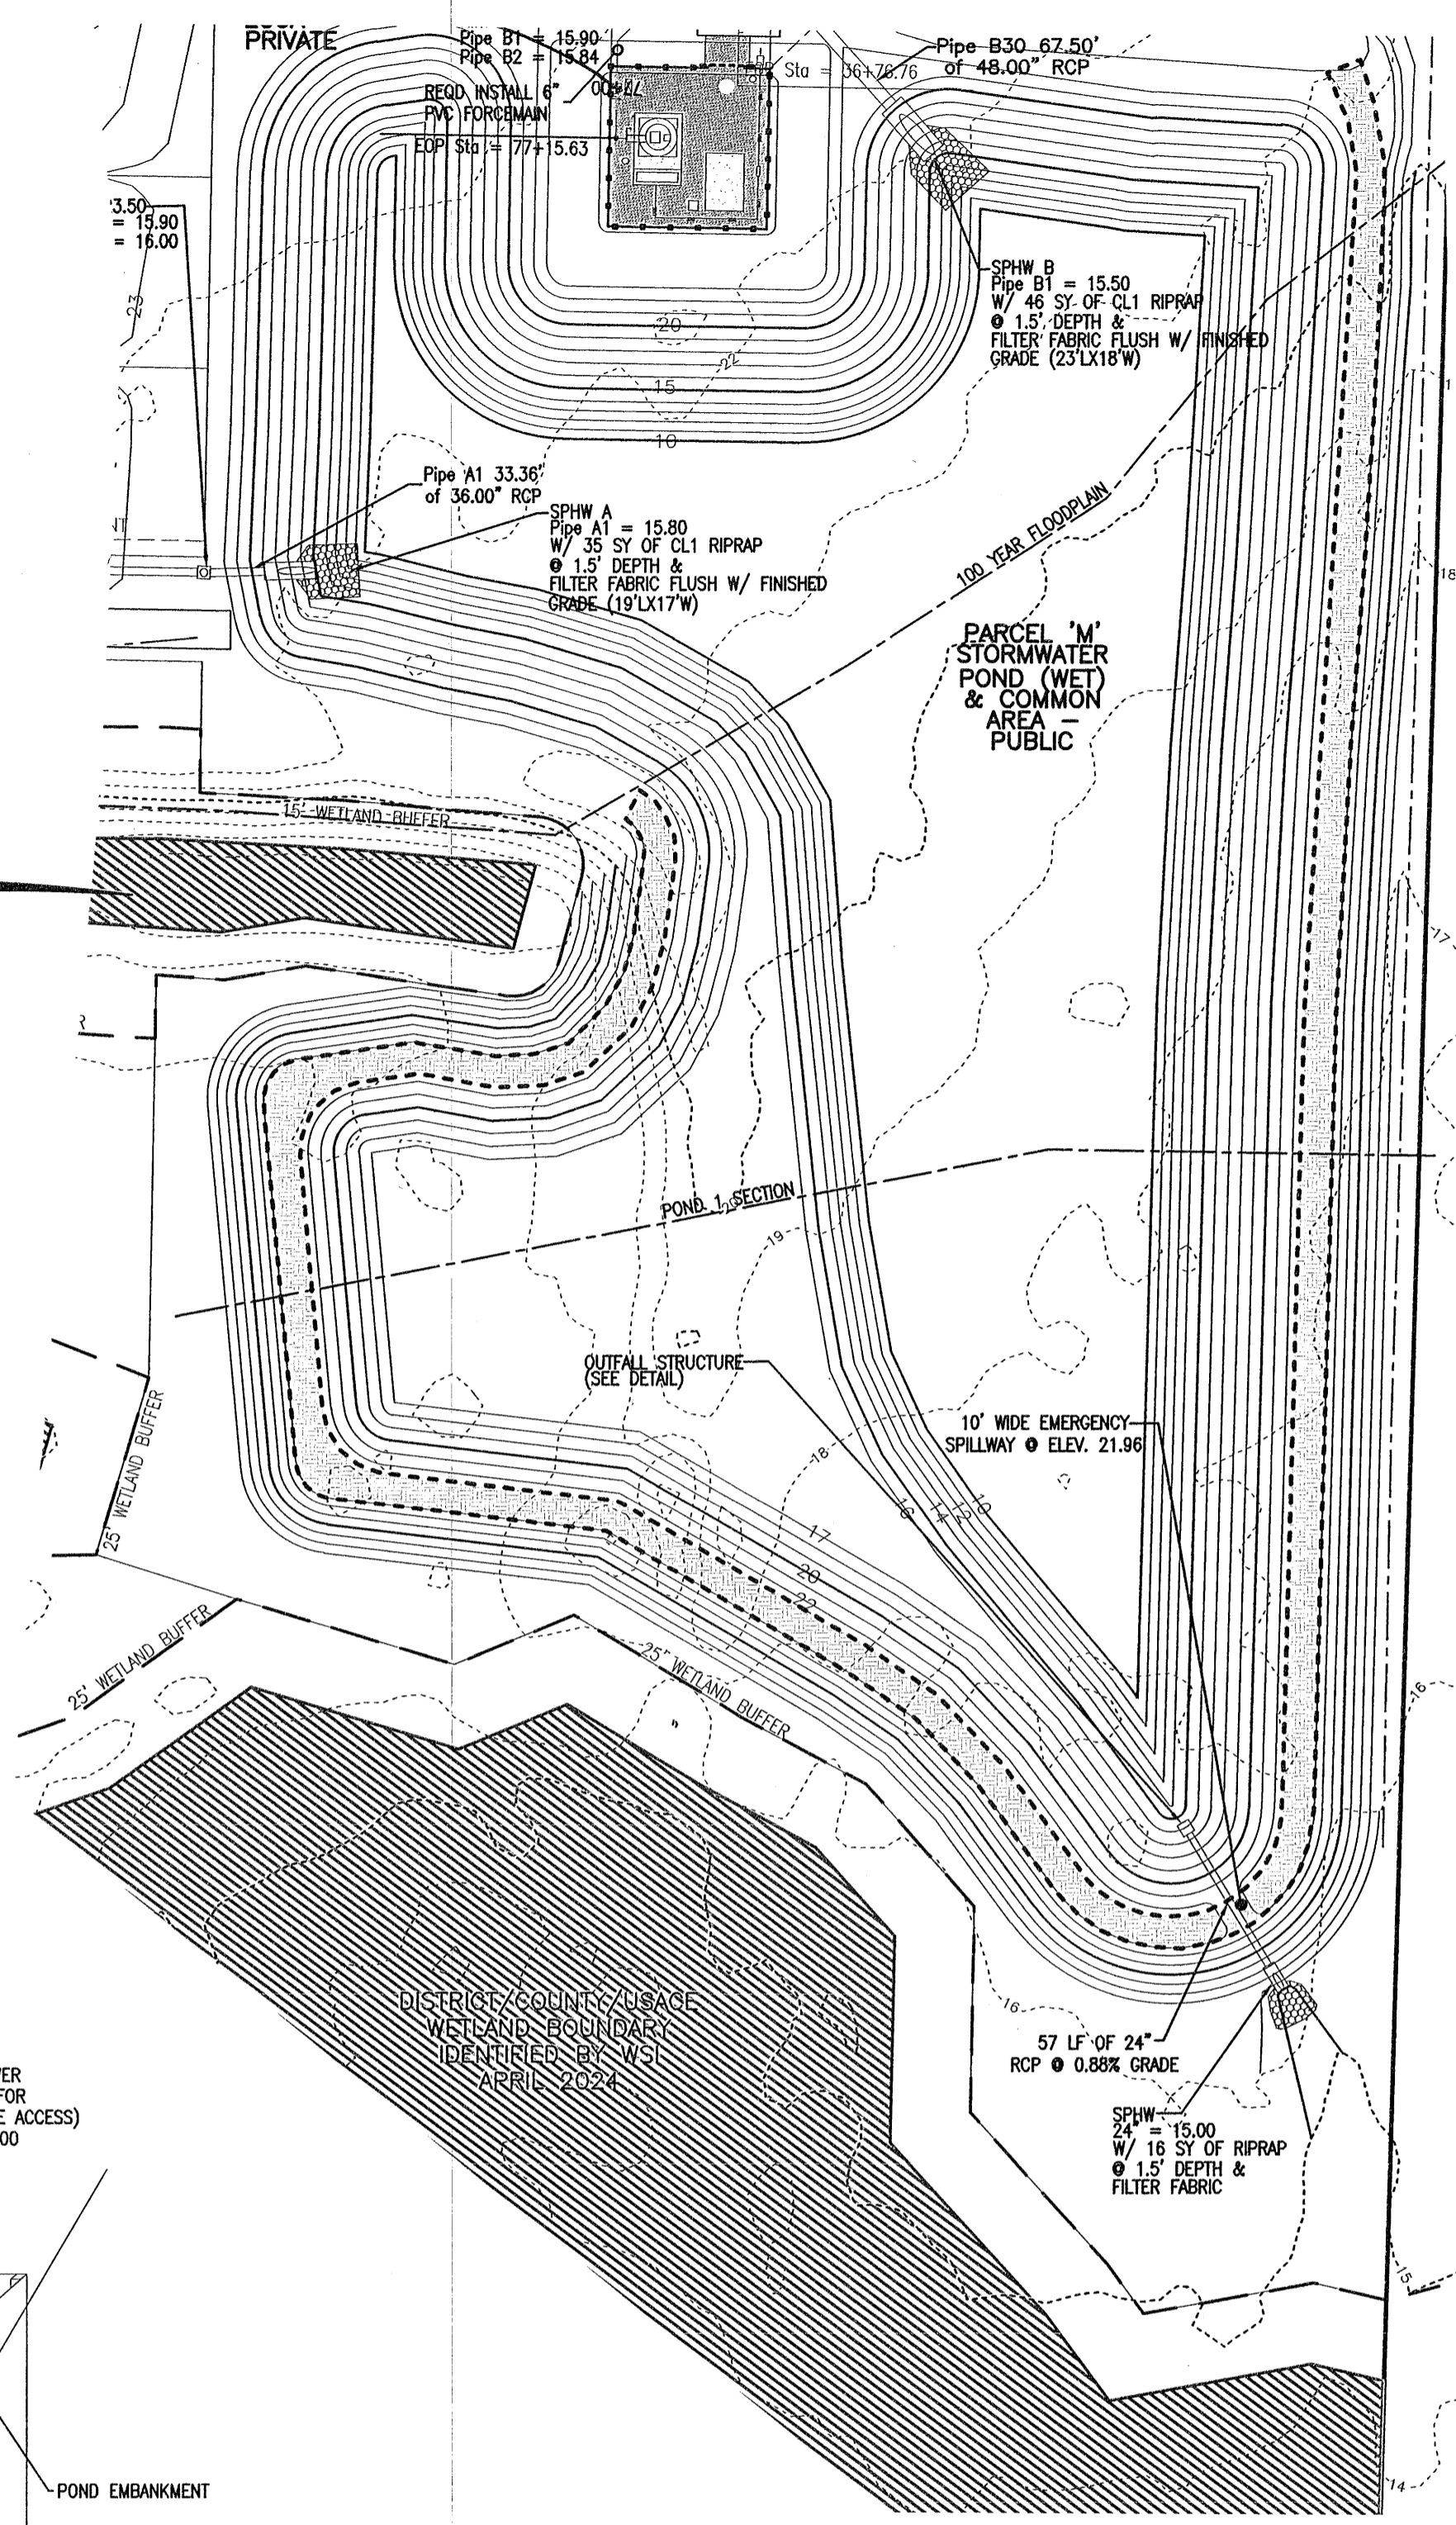 PRIVATE
Pipe B1 = 15.90
Pipe B2 = 15.84
REQD INSTALL 6"
PVC FORCEMAIN
EOP Sta = 77+15.63
Sta = 36+76.76
Pipe B30 67.50'
of 48.00" RCP
3.50
= 15.90
= 16.00
23
SPHW B
Pipe B1 = 15.50
W/ 46 SY OF CL1 RIPRAP
@ 1.5' DEPTH &
FILTER FABRIC FLUSH W/ FINISHED
GRADE (23'LX18'W)
20
22
15
10
Pipe A1 33.36'
of 36.00" RCP
SPHW A
Pipe A1 = 15.80
W/ 35 SY OF CL1 RIPRAP
@ 1.5' DEPTH &
FILTER FABRIC FLUSH W/ FINISHED
GRADE (19'LX17'W)
100 YEAR FLOODPLAIN
18
PARCEL 'M'
STORMWATER
POND (WET)
& COMMON
AREA –
PUBLIC
15' WETLAND BUFFER
17
POND 1 SECTION
19
OUTFALL STRUCTURE
(SEE DETAIL)
10' WIDE EMERGENCY
SPILLWAY @ ELEV. 21.96
18
16
14
12
10
17
20
22
25' WETLAND BUFFER
25' WETLAND BUFFER
25' WETLAND BUFFER
16
DISTRICT/COUNTY/USACE
WETLAND BOUNDARY
IDENTIFIED BY WSI
APRIL 2024
16
57 LF OF 24"
RCP @ 0.88% GRADE
SPHW
24" = 15.00
W/ 16 SY OF RIPRAP
@ 1.5' DEPTH &
FILTER FABRIC
FOR
E ACCESS)
00
15
14
POND EMBANKMENT